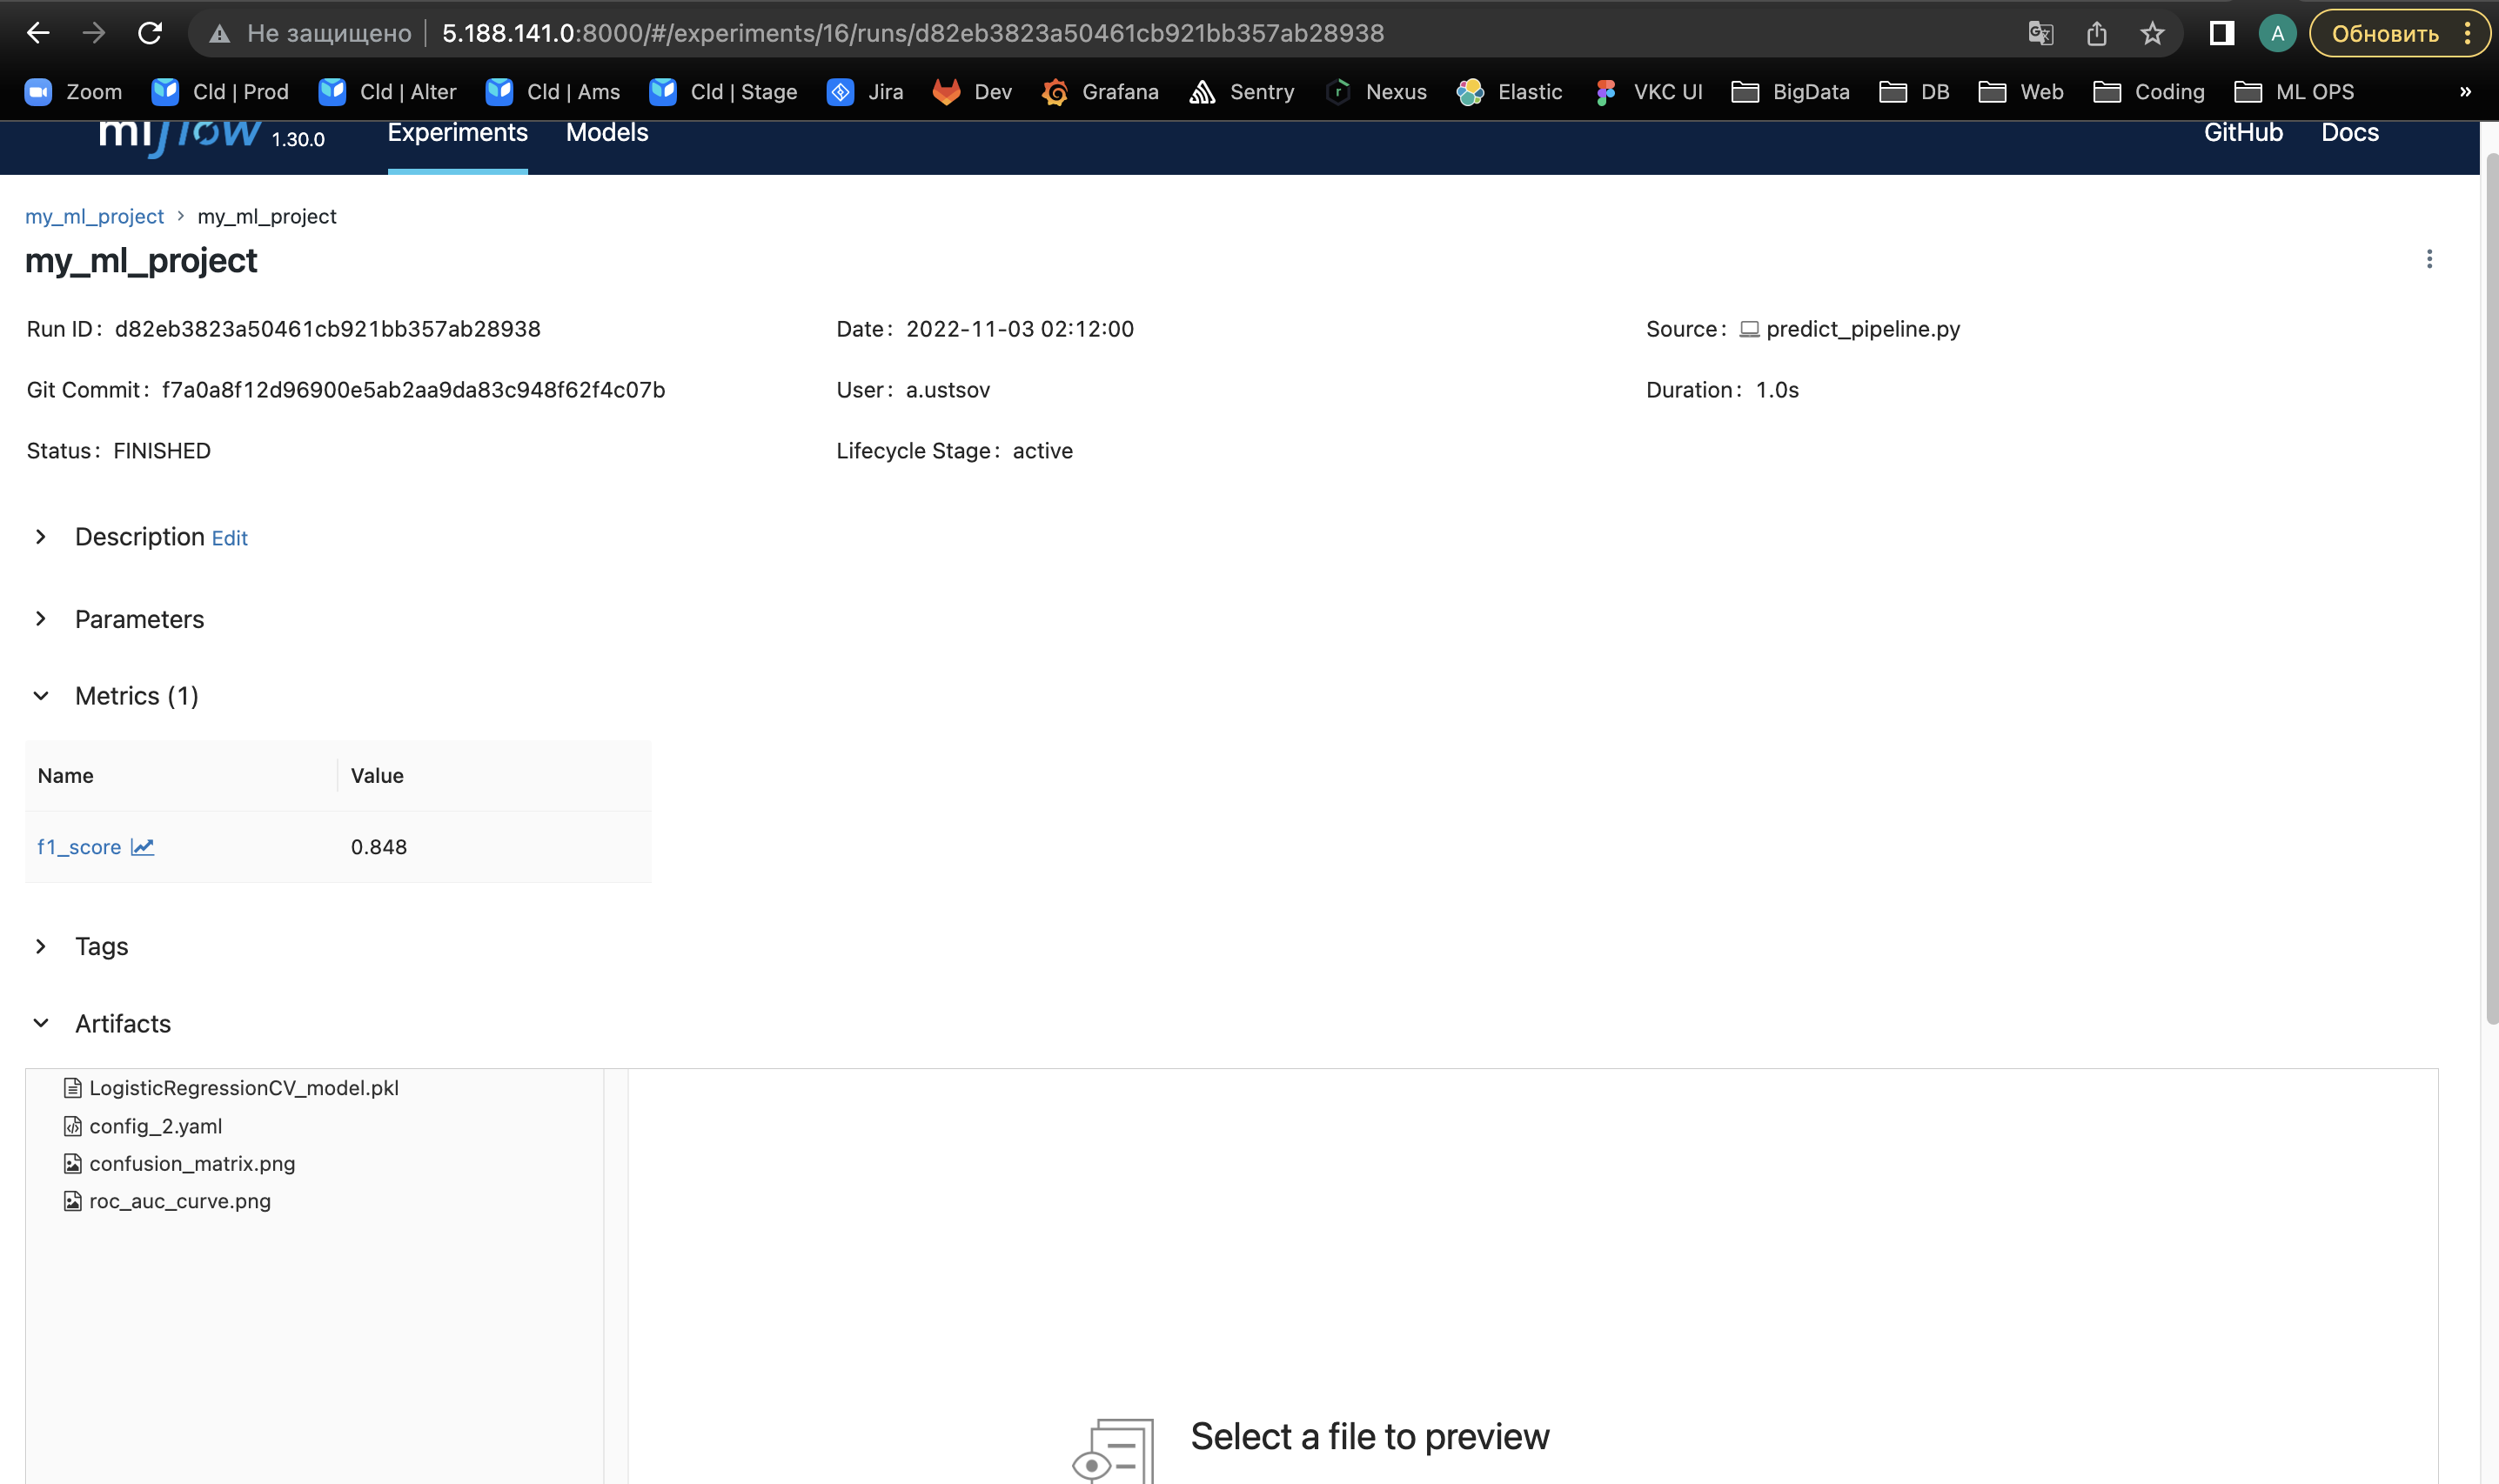 Не защищено 5.188.141.0:8000/#/experiments/16/runs/d82eb3823a50461cb921bb357ab28938 A Обновить
Zoom Cld | Prod Cld | Alter Cld | Ams Cld | Stage Jira Dev Grafana Sentry Nexus Elastic VKC UI BigData DB Web Coding ML OPS »
mlflow 1.30.0 Experiments Models GitHub Docs
my_ml_project > my_ml_project
my_ml_project
Run ID: d82eb3823a50461cb921bb357ab28938 Date: 2022-11-03 02:12:00 Source: predict_pipeline.py
Git Commit: f7a0a8f12d96900e5ab2aa9da83c948f62f4c07b User: a.ustsov Duration: 1.0s
Status: FINISHED Lifecycle Stage: active
Description Edit
Parameters
Metrics (1)
Name Value
f1_score 0.848
Tags
Artifacts
LogisticRegressionCV_model.pkl
config_2.yaml
confusion_matrix.png
roc_auc_curve.png
Select a file to preview